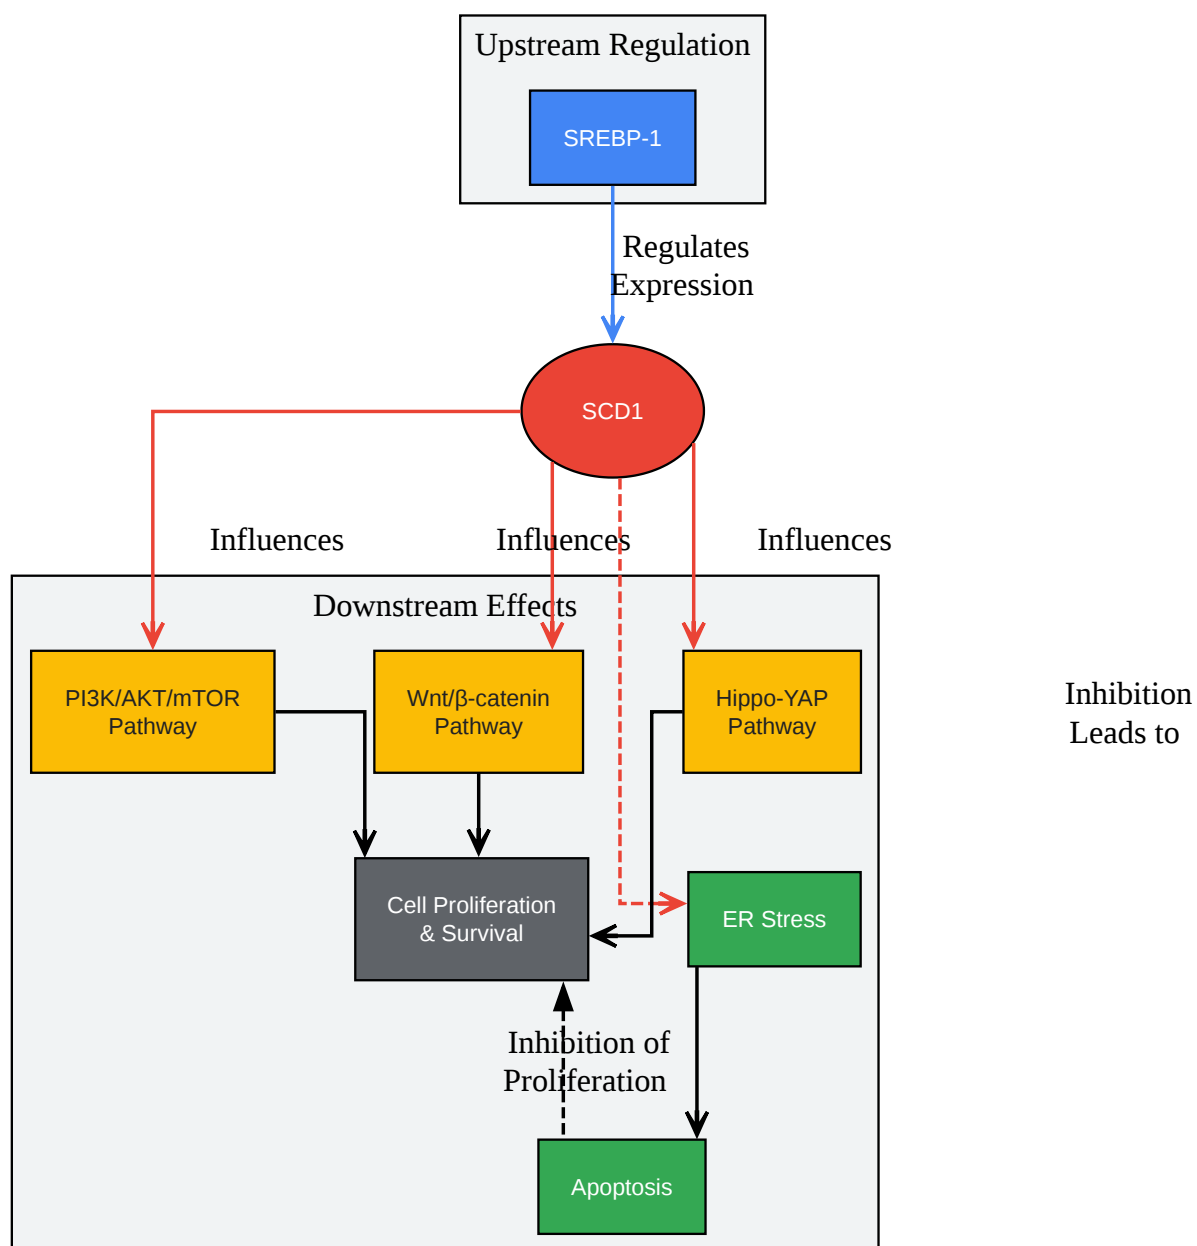 Upstream Regulation
SREBP-1
Regulates
Expression
SCD1
Influences
Influences
Influences
Downstream Effects
PI3K/AKT/mTOR
Pathway
Wnt/β-catenin
Pathway
Hippo-YAP
Pathway
Inhibition
Leads to
Cell Proliferation
& Survival
ER Stress
Inhibition of
Proliferation
Apoptosis